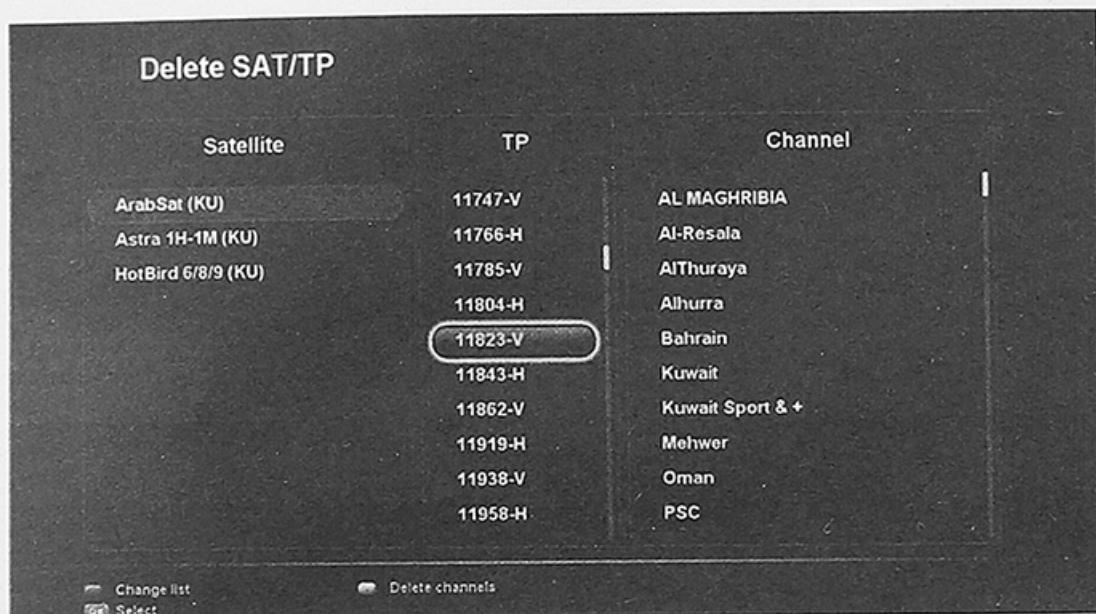 Delete SAT/TP
Satellite
TP
Channel
ArabSat (KU)
Astra 1H-1M (KU)
HotBird 6/8/9 (KU)
11747-V
11766-H
11785-V
11804-H
11823-V
11843-H
11862-V
11919-H
11938-V
11958-H
AL MAGHRIBIA
Al-Resala
AlThuraya
Alhurra
Bahrain
Kuwait
Kuwait Sport & +
Mehwer
Oman
PSC
Change list
Delete channels
OK Select